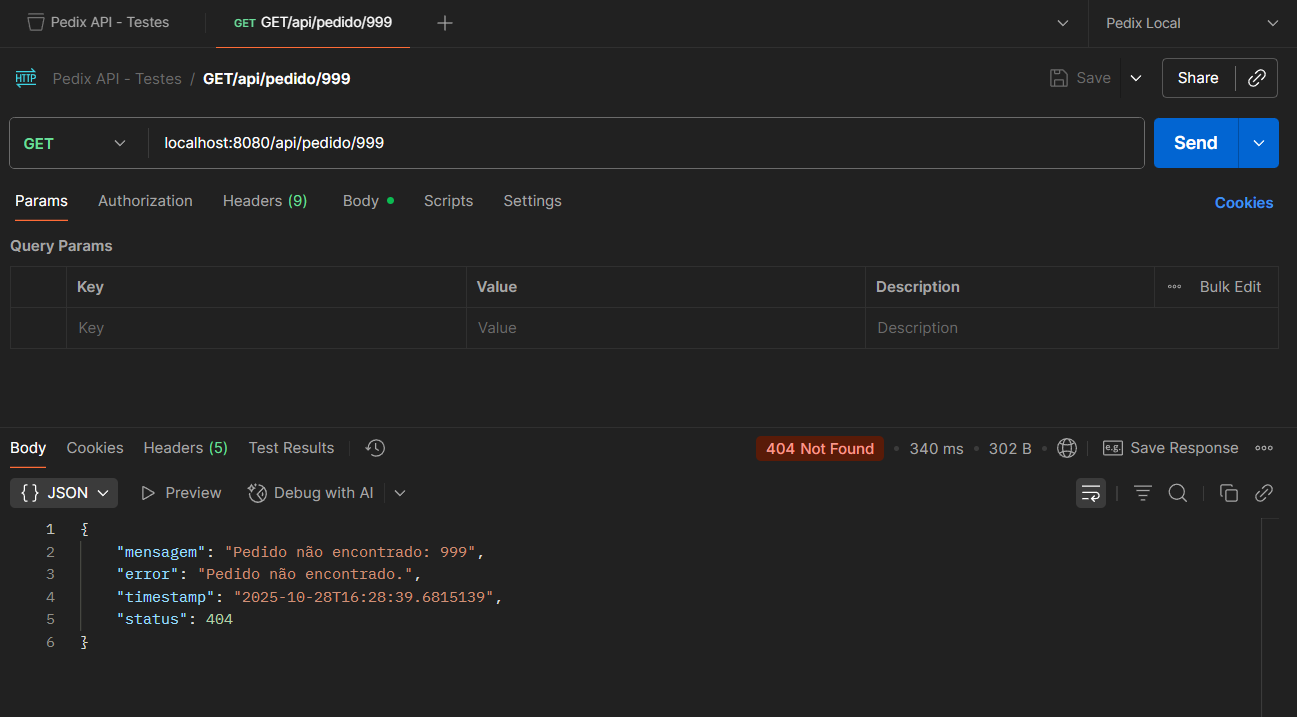 Pedix API - Testes GET GET/api/pedido/999 Pedix Local
HTTP Pedix API - Testes / GET/api/pedido/999 Save Share
GET localhost:8080/api/pedido/999 Send
Params Authorization Headers (9) Body Scripts Settings Cookies
Query Params
Key Value Description Bulk Edit
Key Value Description
Body Cookies Headers (5) Test Results 404 Not Found • 340 ms • 302 B • e.g. Save Response
{} JSON Preview Debug with AI
1 {
2 "mensagem": "Pedido não encontrado: 999",
3 "error": "Pedido não encontrado.",
4 "timestamp": "2025-10-28T16:28:39.6815139",
5 "status": 404
6 }